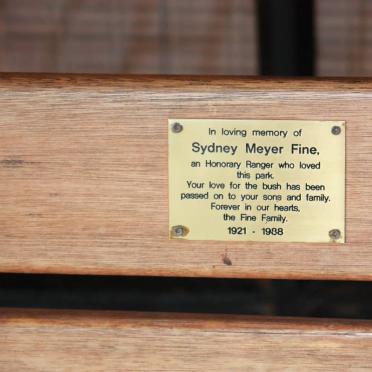 In loving memory of
Sydney Meyer Fine,
an Honorary Ranger who loved
this park.
Your love for the bush has been
passed on to your sons and family.
Forever in our hearts,
the Fine Family.
1921 - 1988